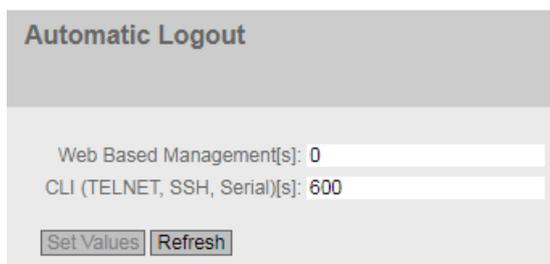 Automatic Logout
Web Based Management[s]: 0
CLI (TELNET, SSH, Serial)[s]: 600
Set Values Refresh